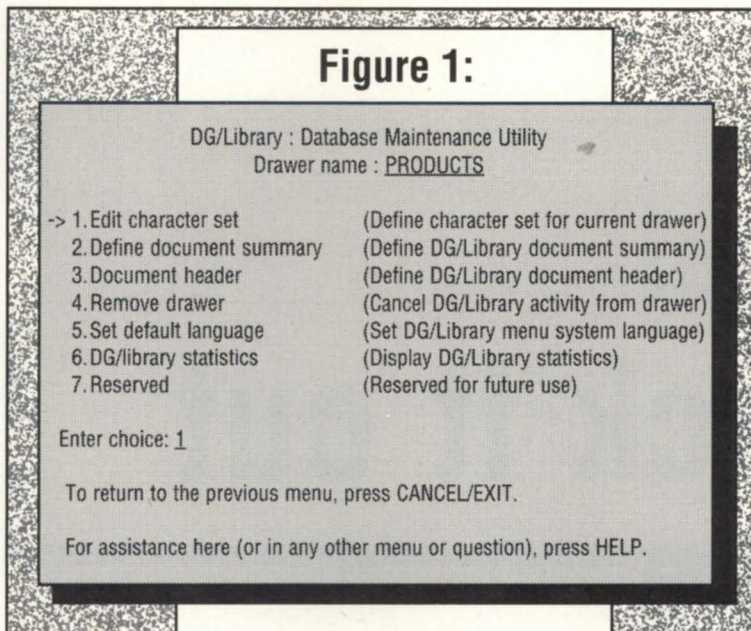 Figure 1:
DG/Library : Database Maintenance Utility
Drawer name : PRODUCTS
-> 1. Edit character set (Define character set for current drawer)
2. Define document summary (Define DG/Library document summary)
3. Document header (Define DG/Library document header)
4. Remove drawer (Cancel DG/Library activity from drawer)
5. Set default language (Set DG/Library menu system language)
6. DG/library statistics (Display DG/Library statistics)
7. Reserved (Reserved for future use)
Enter choice: 1
To return to the previous menu, press CANCEL/EXIT.
For assistance here (or in any other menu or question), press HELP.